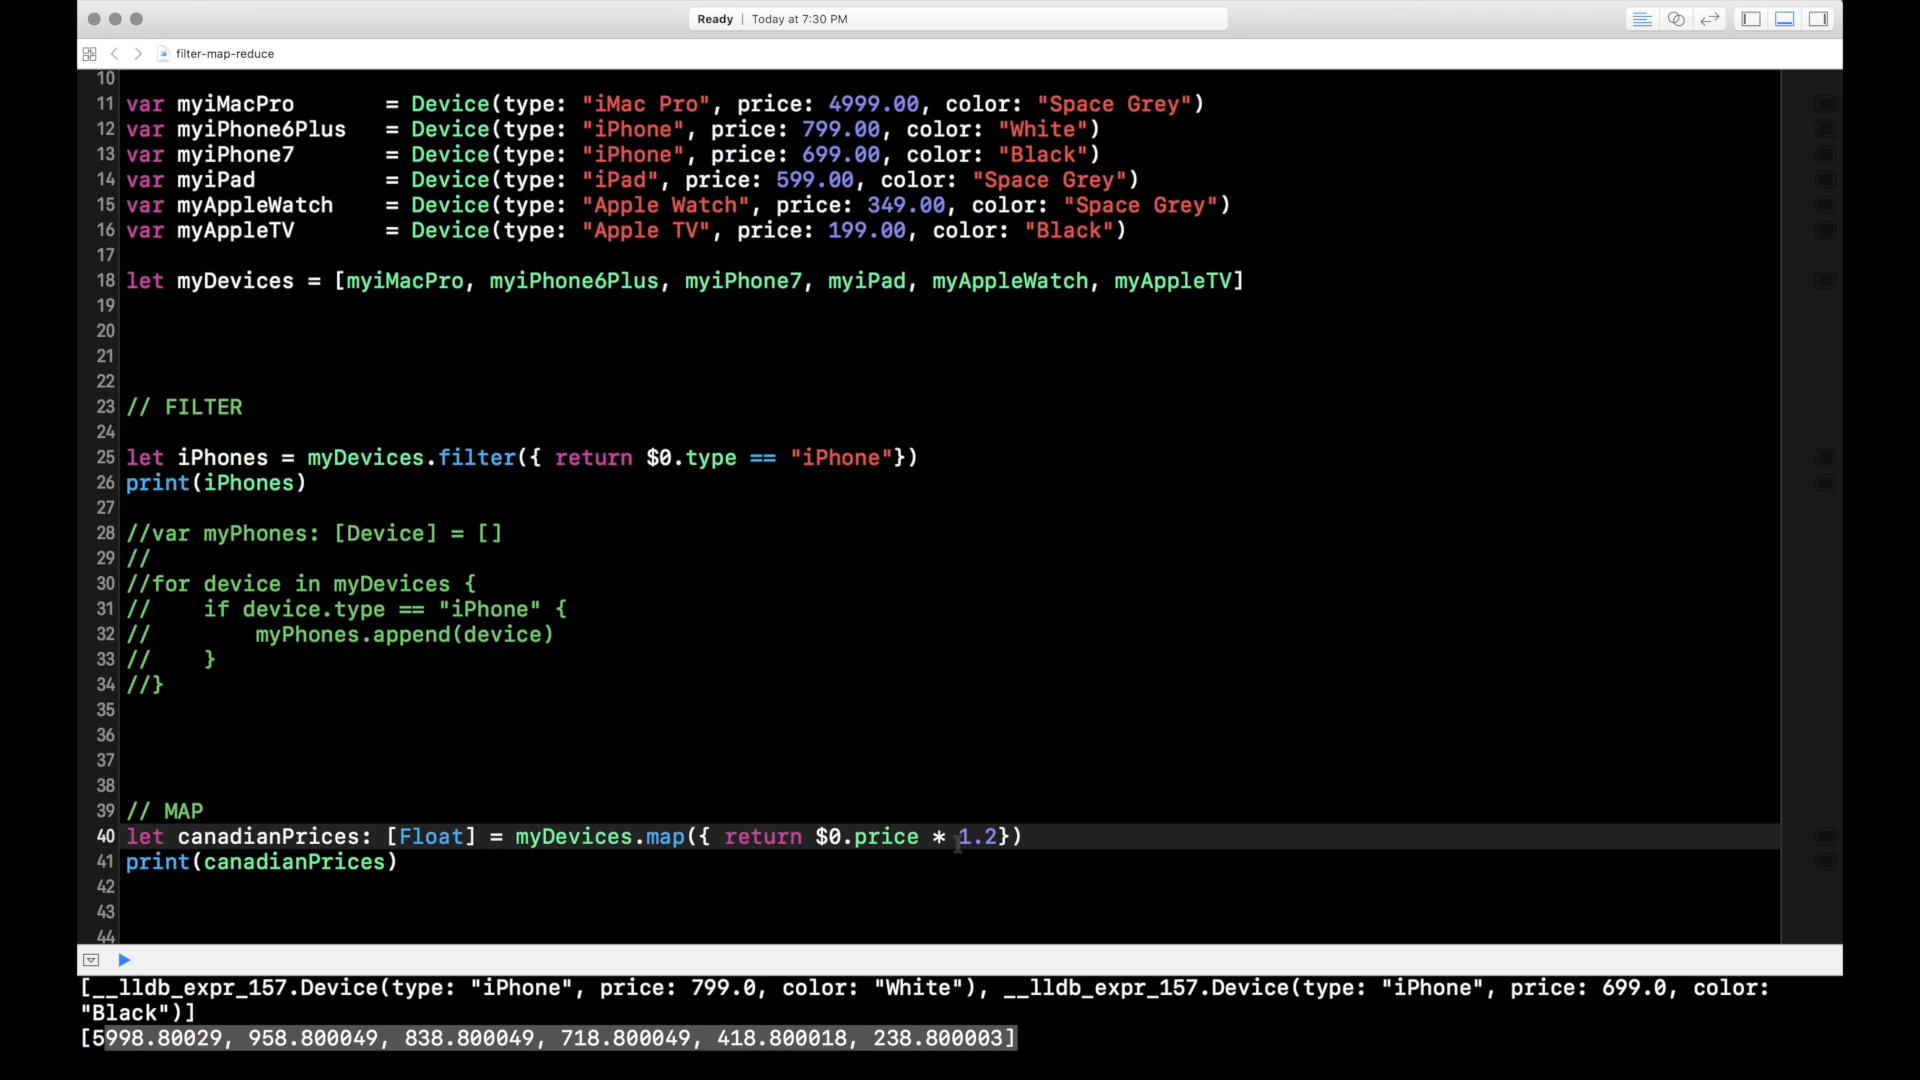 Ready | Today at 7:30 PM
filter-map-reduce
10
11 var myiMacPro       = Device(type: "iMac Pro", price: 4999.00, color: "Space Grey")
12 var myiPhone6Plus   = Device(type: "iPhone", price: 799.00, color: "White")
13 var myiPhone7       = Device(type: "iPhone", price: 699.00, color: "Black")
14 var myiPad          = Device(type: "iPad", price: 599.00, color: "Space Grey")
15 var myAppleWatch    = Device(type: "Apple Watch", price: 349.00, color: "Space Grey")
16 var myAppleTV       = Device(type: "Apple TV", price: 199.00, color: "Black")
17
18 let myDevices = [myiMacPro, myiPhone6Plus, myiPhone7, myiPad, myAppleWatch, myAppleTV]
19
20
21
22
23 // FILTER
24
25 let iPhones = myDevices.filter({ return $0.type == "iPhone"})
26 print(iPhones)
27
28 //var myPhones: [Device] = []
29 //
30 //for device in myDevices {
31 //    if device.type == "iPhone" {
32 //        myPhones.append(device)
33 //    }
34 //}
35
36
37
38
39 // MAP
40 let canadianPrices: [Float] = myDevices.map({ return $0.price * 1.2})
41 print(canadianPrices)
42
43
44
[__lldb_expr_157.Device(type: "iPhone", price: 799.0, color: "White"), __lldb_expr_157.Device(type: "iPhone", price: 699.0, color:
"Black")]
[5998.80029, 958.800049, 838.800049, 718.800049, 418.800018, 238.800003]